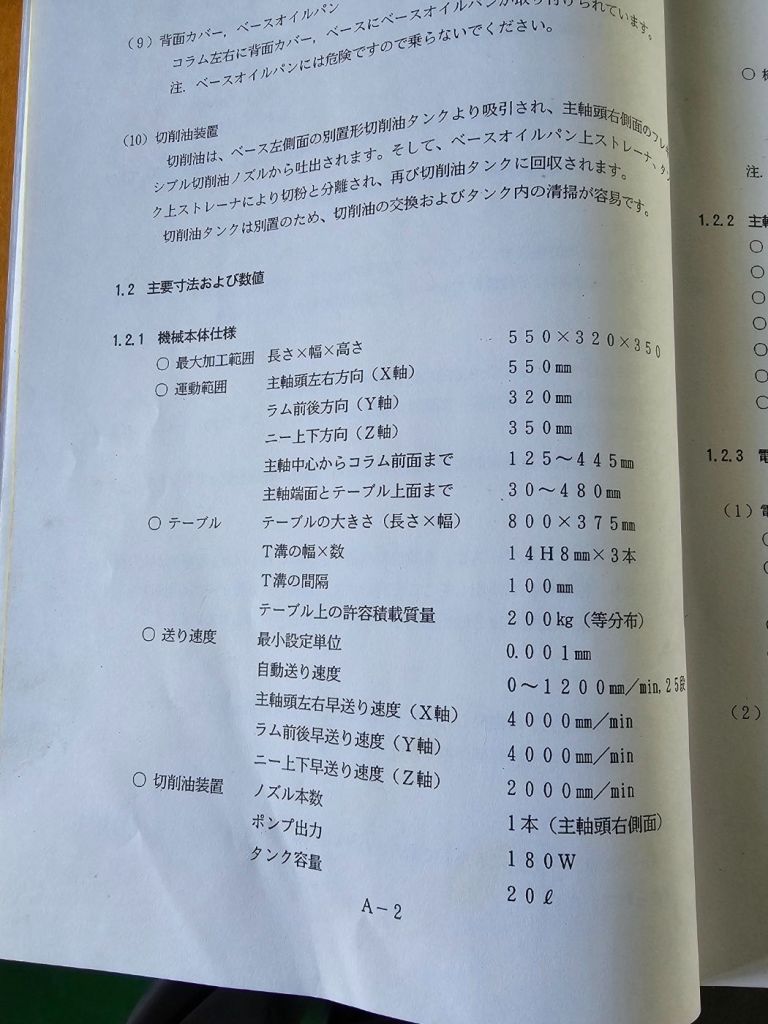 (9) 背面カバー，ベースオイルパン
コラム左右に背面カバー，ベースにベースオイルパンが取り付けられています。
注．ベースオイルパンには危険ですので乗らないでください。
(10) 切削油装置
切削油は、ベース左側面の別置形切削油タンクより吸引され、主軸頭右側面のフレキ
シブル切削油ノズルから吐出されます。そして、ベースオイルパン上ストレーナ、タン
ク上ストレーナにより切粉と分離され、再び切削油タンクに回収されます。
切削油タンクは別置のため、切削油の交換およびタンク内の清掃が容易です。
1.2 主要寸法および数値
1.2.1 機械本体仕様
○ 最大加工範囲 長さ×幅×高さ 550×320×350
○ 運動範囲 主軸頭左右方向（X軸） 550㎜
ラム前後方向（Y軸） 320㎜
ニー上下方向（Z軸） 350㎜
主軸中心からコラム前面まで 125～445㎜
主軸端面とテーブル上面まで 30～480㎜
○ テーブル テーブルの大きさ（長さ×幅） 800×375㎜
T溝の幅×数 14H8㎜×3本
T溝の間隔 100㎜
テーブル上の許容積載質量 200kg（等分布）
○ 送り速度 最小設定単位 0.001㎜
自動送り速度 0～1200㎜／min,25段
主軸頭左右早送り速度（X軸） 4000㎜／min
ラム前後早送り速度（Y軸） 4000㎜／min
ニー上下早送り速度（Z軸） 2000㎜／min
○ 切削油装置 ノズル本数 1本（主軸頭右側面）
ポンプ出力 180W
タンク容量 20ℓ
A－2
○
注.
1.2.2 主軸
○
○
○
○
○
○
○
1.2.3 電
(1) 電
(2)